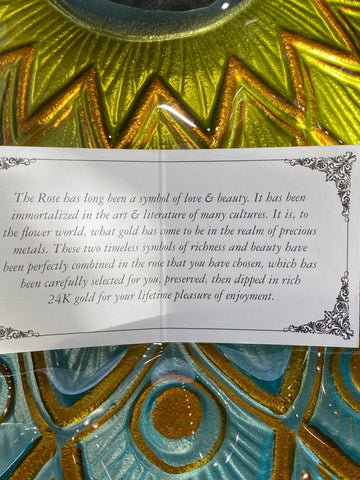 The Rose has long been a symbol of love & beauty. It has been
immortalized in the art & literature of many cultures. It is, to
the flower world, what gold has come to be in the realm of precious
metals. These two timeless symbols of richness and beauty have
been perfectly combined in the rose that you have chosen, which has
been carefully selected for you, preserved, then dipped in rich
24K gold for your lifetime pleasure of enjoyment.